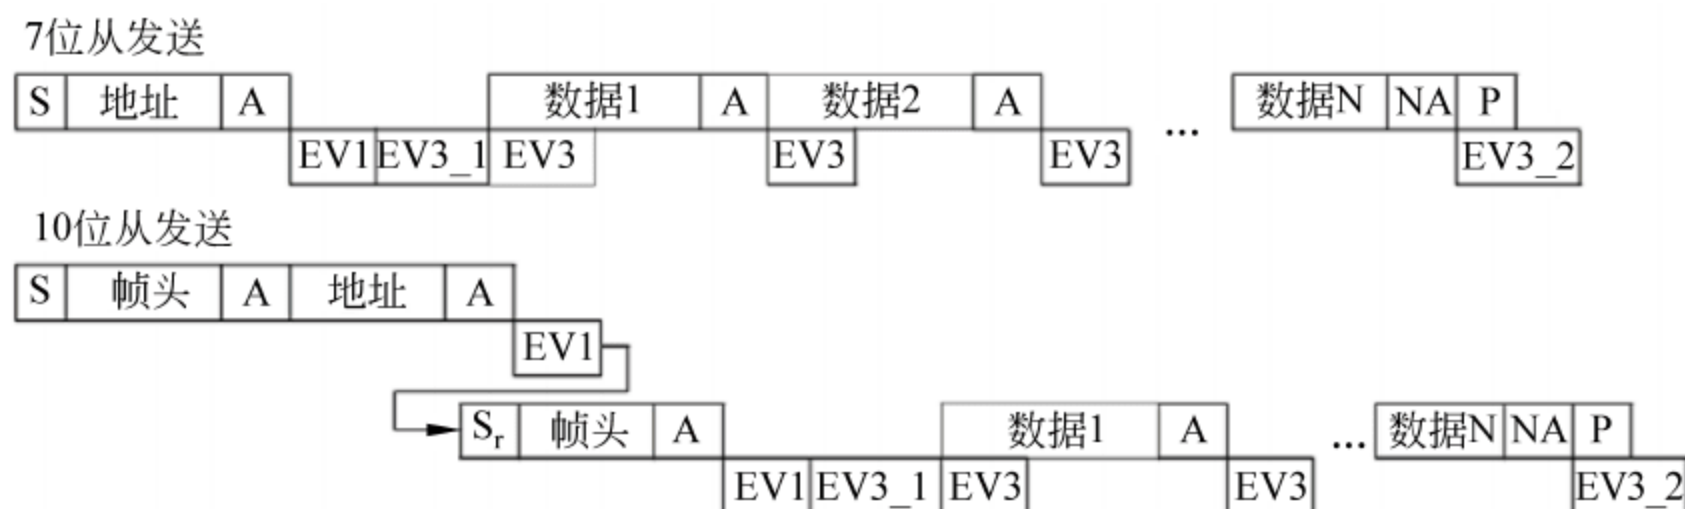 7位从发送
S 地址 A 数据1 A 数据2 A ... 数据N NA P
EV1 EV3_1 EV3 EV3 EV3 EV3_2
10位从发送
S 帧头 A 地址 A
EV1
Sr 帧头 A 数据1 A ... 数据N NA P
EV1 EV3_1 EV3 EV3 EV3_2